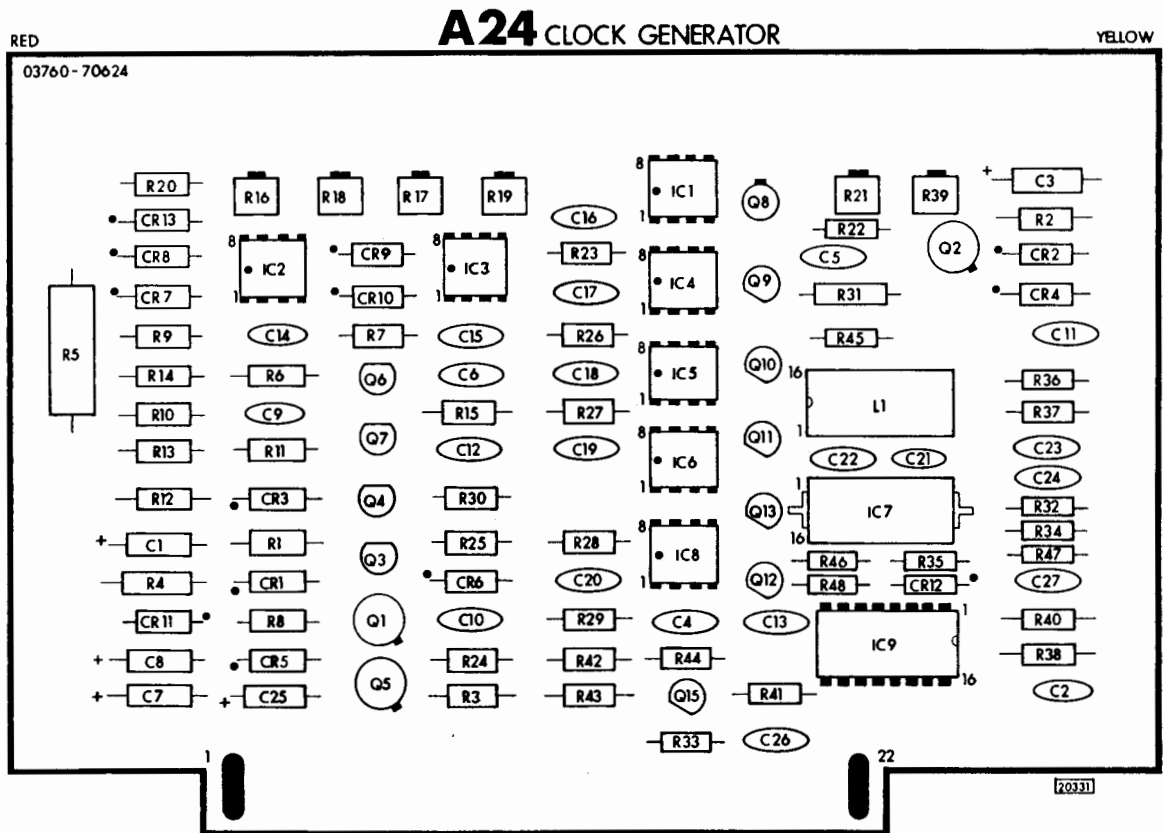 A24 CLOCK GENERATOR
RED
YELLOW
03760-70624
R20 R16 R18 R17 R19 8 IC1 1 Q8 R21 R39 + C3
CR13 C16 R22 R2
CR8 8 IC2 1 CR9 8 IC3 1 R23 8 IC4 1 C5 Q2 CR2
CR7 CR10 C17 Q9 R31 CR4
R5 R9 C14 R7 C15 R26 R45 C11
R14 R6 Q6 C6 C18 8 IC5 1 Q10 16 L1 1 R36
R10 C9 R15 R27 R37
R13 R11 Q7 C12 C19 8 IC6 1 Q11 C22 C21 C23
C24
R12 CR3 Q4 R30 Q13 1 IC7 16 R32
R34
+ C1 R1 Q3 R25 R28 8 IC8 1 R46 R35 R47
R4 CR1 CR6 C20 Q12 R48 CR12 C27
CR11 R8 Q1 C10 R29 C4 C13 1 IC9 16 R40
+ C8 CR5 R24 R42 R44 R38
+ C7 + C25 Q5 R3 R43 Q15 R41 C2
R33 C26
1 22
20331